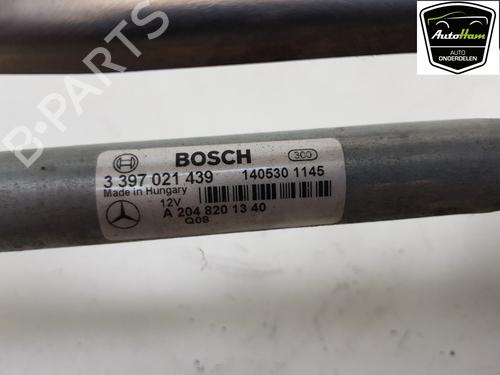 AutoHam
AUTO
ONDERDELEN
B-PARTS
BOSCH
300
3 397 021 439
140530 1145
Made in Hungary
12V
A 204 820 13 40
Q08